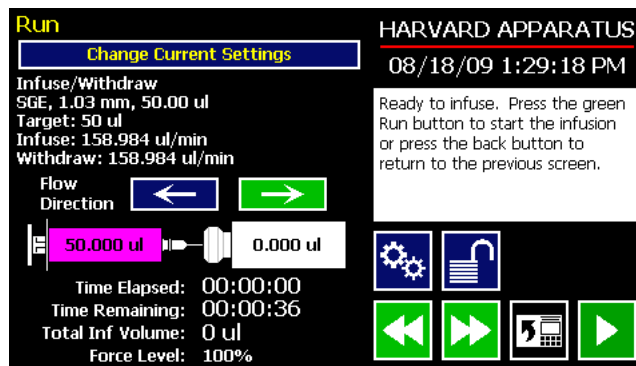 Run
Change Current Settings
Infuse/Withdraw
SGE, 1.03 mm, 50.00 ul
Target: 50 ul
Infuse: 158.984 ul/min
Withdraw: 158.984 ul/min
Flow
Direction
50.000 ul
0.000 ul
Time Elapsed: 00:00:00
Time Remaining: 00:00:36
Total Inf Volume: 0 ul
Force Level: 100%
HARVARD APPARATUS
08/18/09 1:29:18 PM
Ready to infuse. Press the green
Run button to start the infusion
or press the back button to
return to the previous screen.